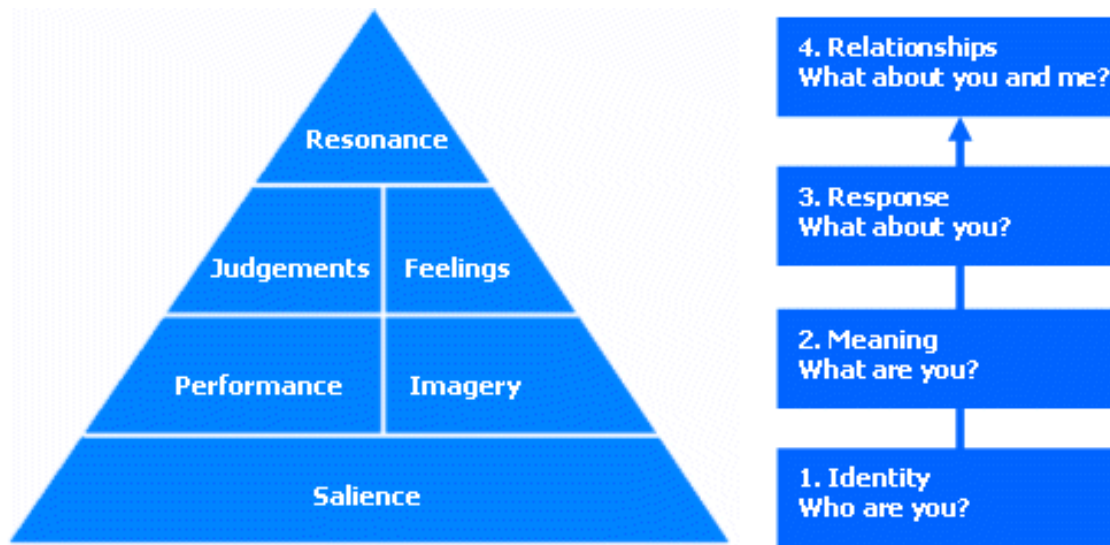 Resonance
Judgements
Feelings
Performance
Imagery
Salience
4. Relationships
What about you and me?
3. Response
What about you?
2. Meaning
What are you?
1. Identity
Who are you?